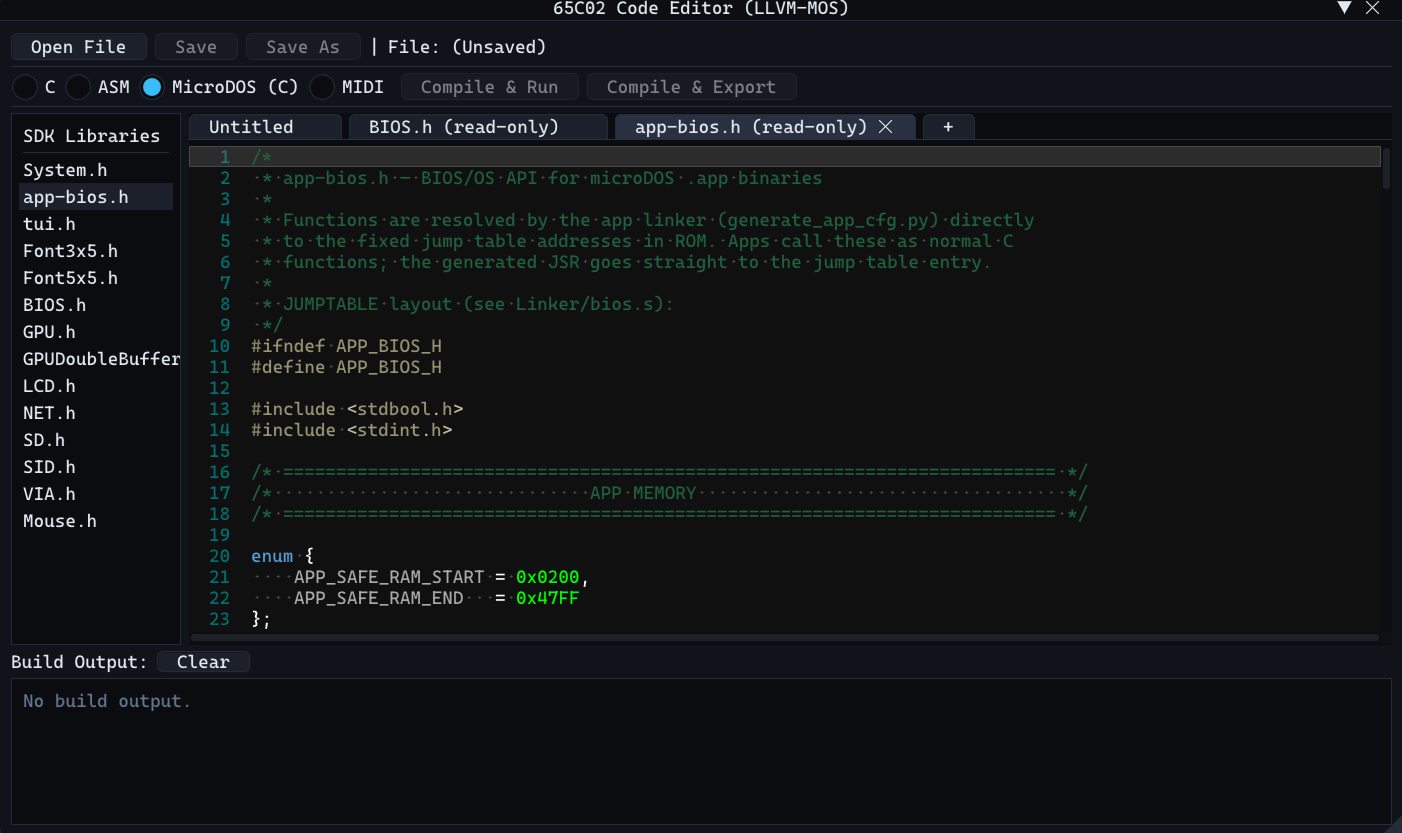 65C02 Code Editor (LLVM-MOS)
Open File Save Save As | File: (Unsaved)
C ASM MicroDOS (C) MIDI Compile & Run Compile & Export
SDK Libraries
System.h
app-bios.h
tui.h
Font3x5.h
Font5x5.h
BIOS.h
GPU.h
GPUDoubleBuffer
LCD.h
NET.h
SD.h
SID.h
VIA.h
Mouse.h
Untitled BIOS.h (read-only) app-bios.h (read-only) +
1 /*
2  * app-bios.h - BIOS/OS API for microDOS .app binaries
3  *
4  * Functions are resolved by the app linker (generate_app_cfg.py) directly
5  * to the fixed jump table addresses in ROM. Apps call these as normal C
6  * functions; the generated JSR goes straight to the jump table entry.
7  *
8  * JUMPTABLE layout (see Linker/bios.s):
9  */
10 #ifndef APP_BIOS_H
11 #define APP_BIOS_H
12
13 #include <stdbool.h>
14 #include <stdint.h>
15
16 /* ========================================================================= */
17 /*                              APP MEMORY                                   */
18 /* ========================================================================= */
19
20 enum {
21     APP_SAFE_RAM_START = 0x0200,
22     APP_SAFE_RAM_END   = 0x47FF
23 };
Build Output: Clear
No build output.